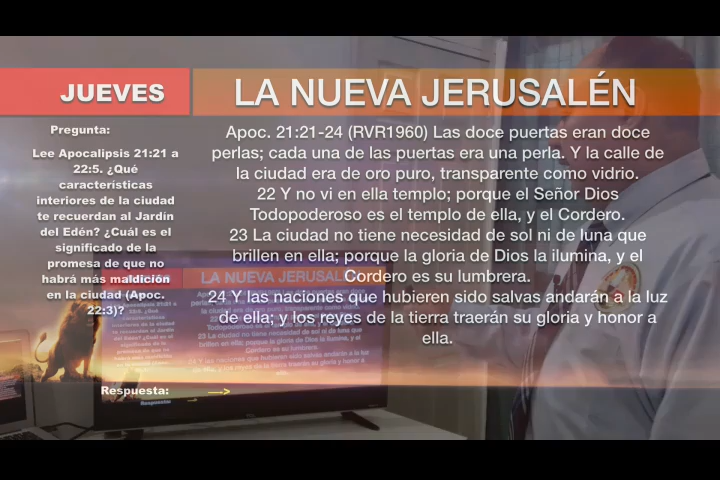 JUEVES
LA NUEVA JERUSALÉN
Pregunta:
Lee Apocalipsis 21:21 a
22:5. ¿Qué
características
interiores de la ciudad
te recuerdan al Jardín
del Edén? ¿Cuál es el
significado de la
promesa de que no
habrá más maldición
en la ciudad (Apoc.
22:3)?
Respuesta:
Apoc. 21:21-24 (RVR1960) Las doce puertas eran doce
perlas; cada una de las puertas era una perla. Y la calle de
la ciudad era de oro puro, transparente como vidrio.
22 Y no vi en ella templo; porque el Señor Dios
Todopoderoso es el templo de ella, y el Cordero.
23 La ciudad no tiene necesidad de sol ni de luna que
brillen en ella; porque la gloria de Dios la ilumina, y el
Cordero es su lumbrera.
24 Y las naciones que hubieren sido salvas andarán a la luz
de ella; y los reyes de la tierra traerán su gloria y honor a
ella.
LA NUEVA JERUSALÉN